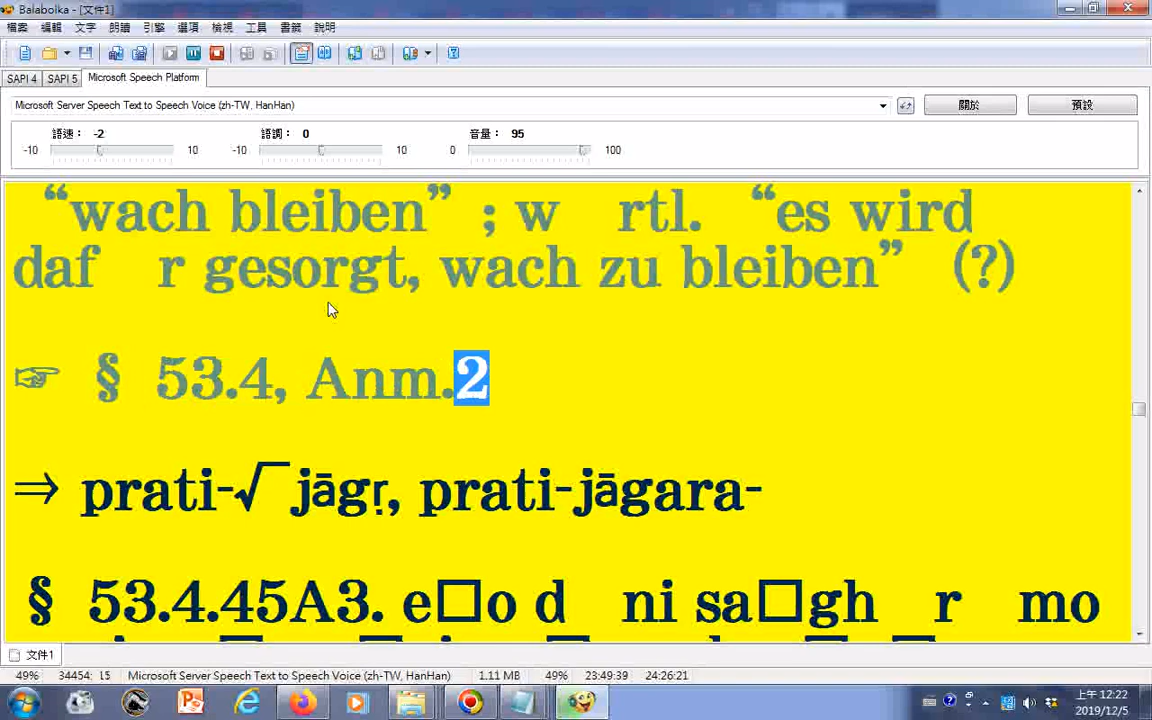 Balabolka - [文件1]
檔案 編輯 文字 朗讀 引擎 選項 檢視 工具 書籤 說明
SAPI 4 SAPI 5 Microsoft Speech Platform
Microsoft Server Speech Text to Speech Voice (zh-TW, HanHan) 關於 預設
語速： -2 語調： 0 音量： 95
-10 10 -10 10 0 100
“wach bleiben” ; w rtl. “es wird
daf r gesorgt, wach zu bleiben” (?)
☞ § 53.4, Anm.2
⇒ prati-√jāgṛ, prati-jāgara-
§ 53.4.45A3. e□o d ni sa□gh r mo
文件1
49% 34454: 15 Microsoft Server Speech Text to Speech Voice (zh-TW, HanHan) 1.11 MB 49% 23:49:39 24:26:21
上午 12:22
2019/12/5